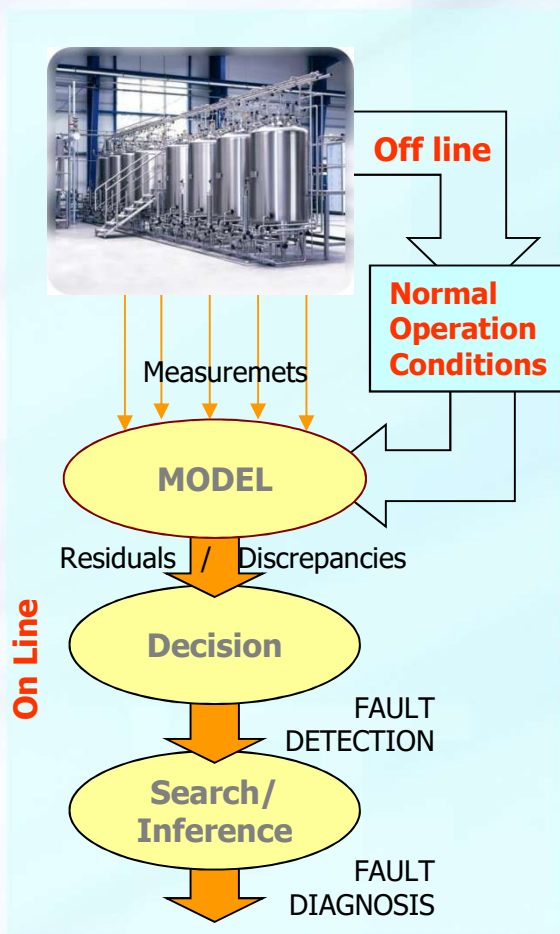 Off line
Normal
Operation
Conditions
Measuremets
MODEL
Residuals / Discrepancies
Decision
On Line
FAULT
DETECTION
Search/
Inference
FAULT
DIAGNOSIS